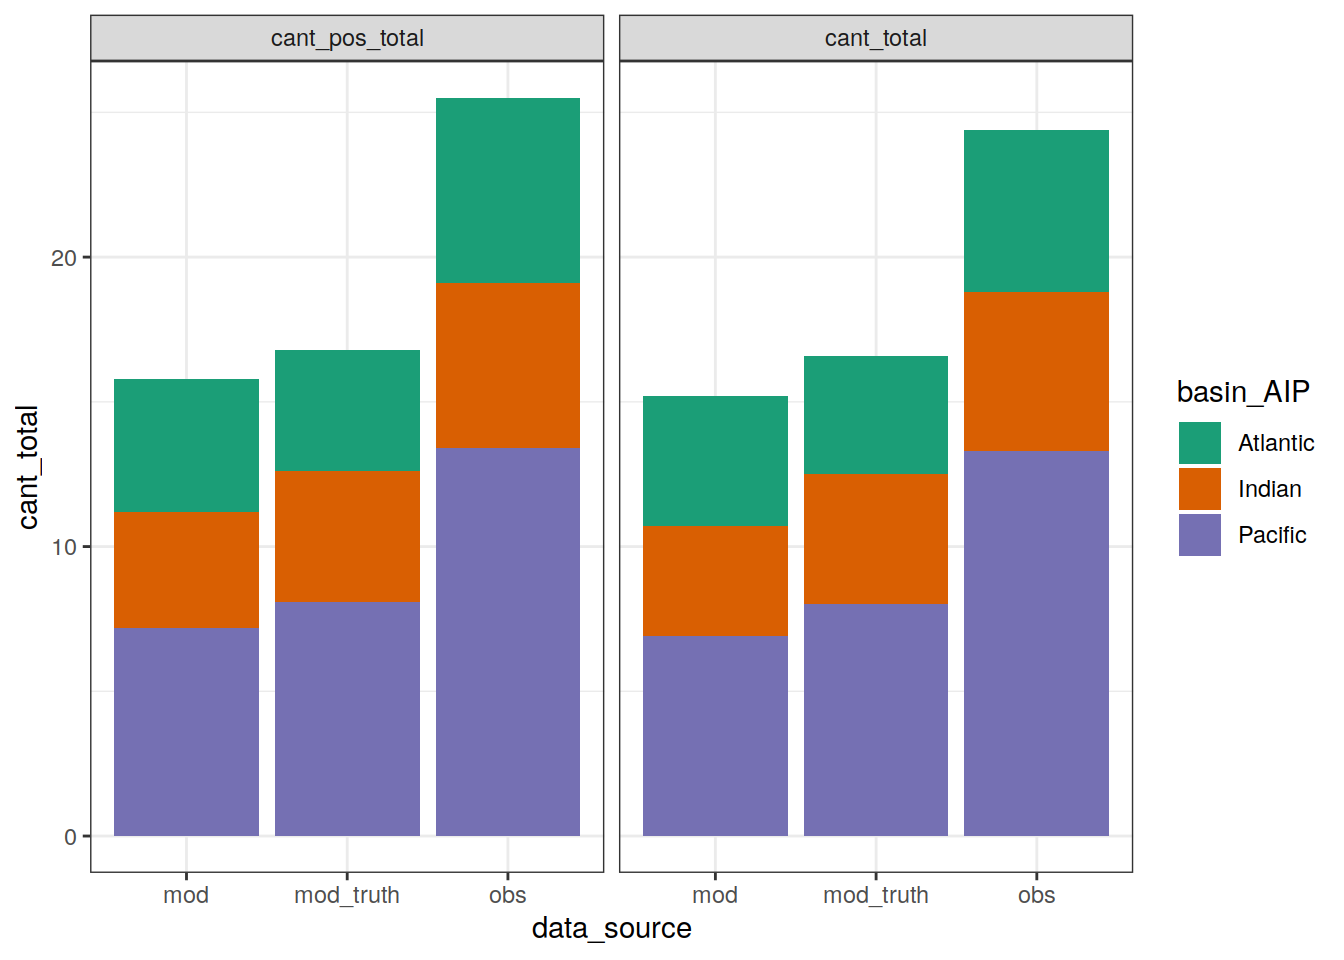 cant_pos_total
cant_total
cant_total
20
10
0
mod
mod_truth
obs
mod
mod_truth
obs
data_source
basin_AIP
Atlantic
Indian
Pacific